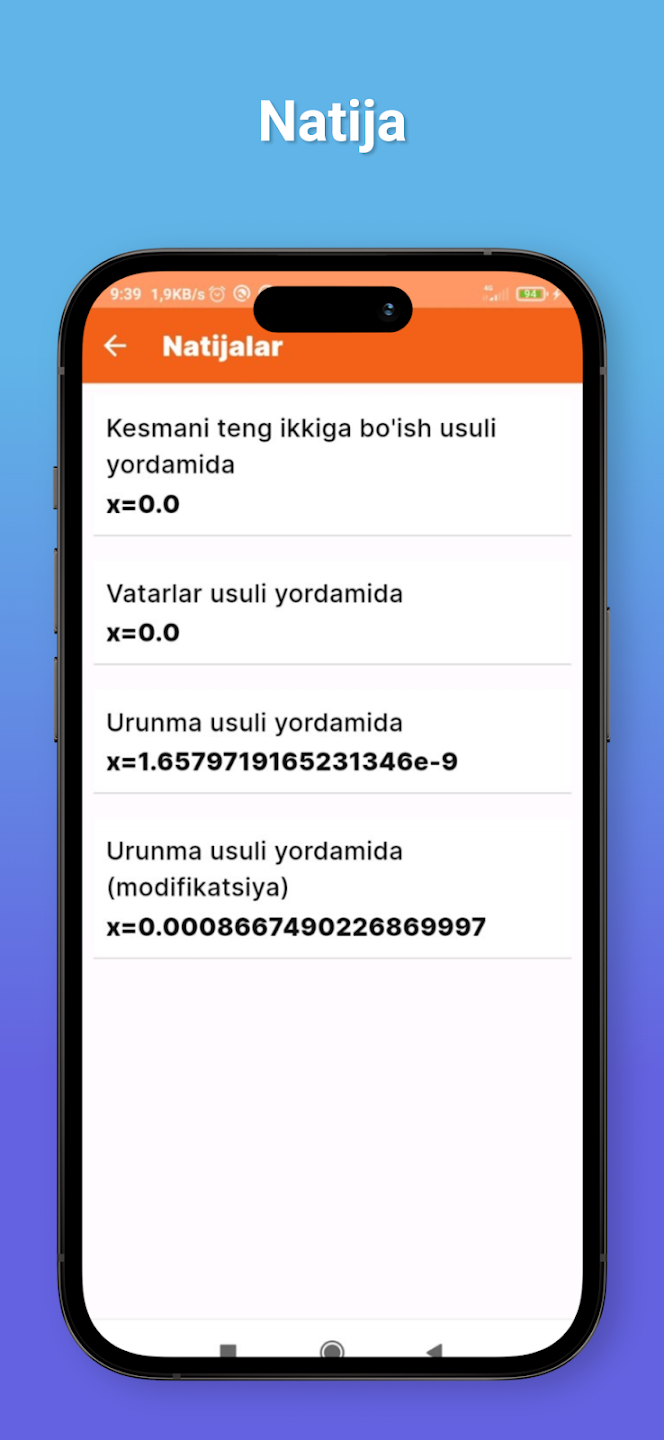 Natija
9:39 1,9KB/s
4G 94
Natijalar
Kesmani teng ikkiga bo'ish usuli
yordamida
x=0.0
Vatarlar usuli yordamida
x=0.0
Urunma usuli yordamida
x=1.6579719165231346e-9
Urunma usuli yordamida
(modifikatsiya)
x=0.0008667490226869997